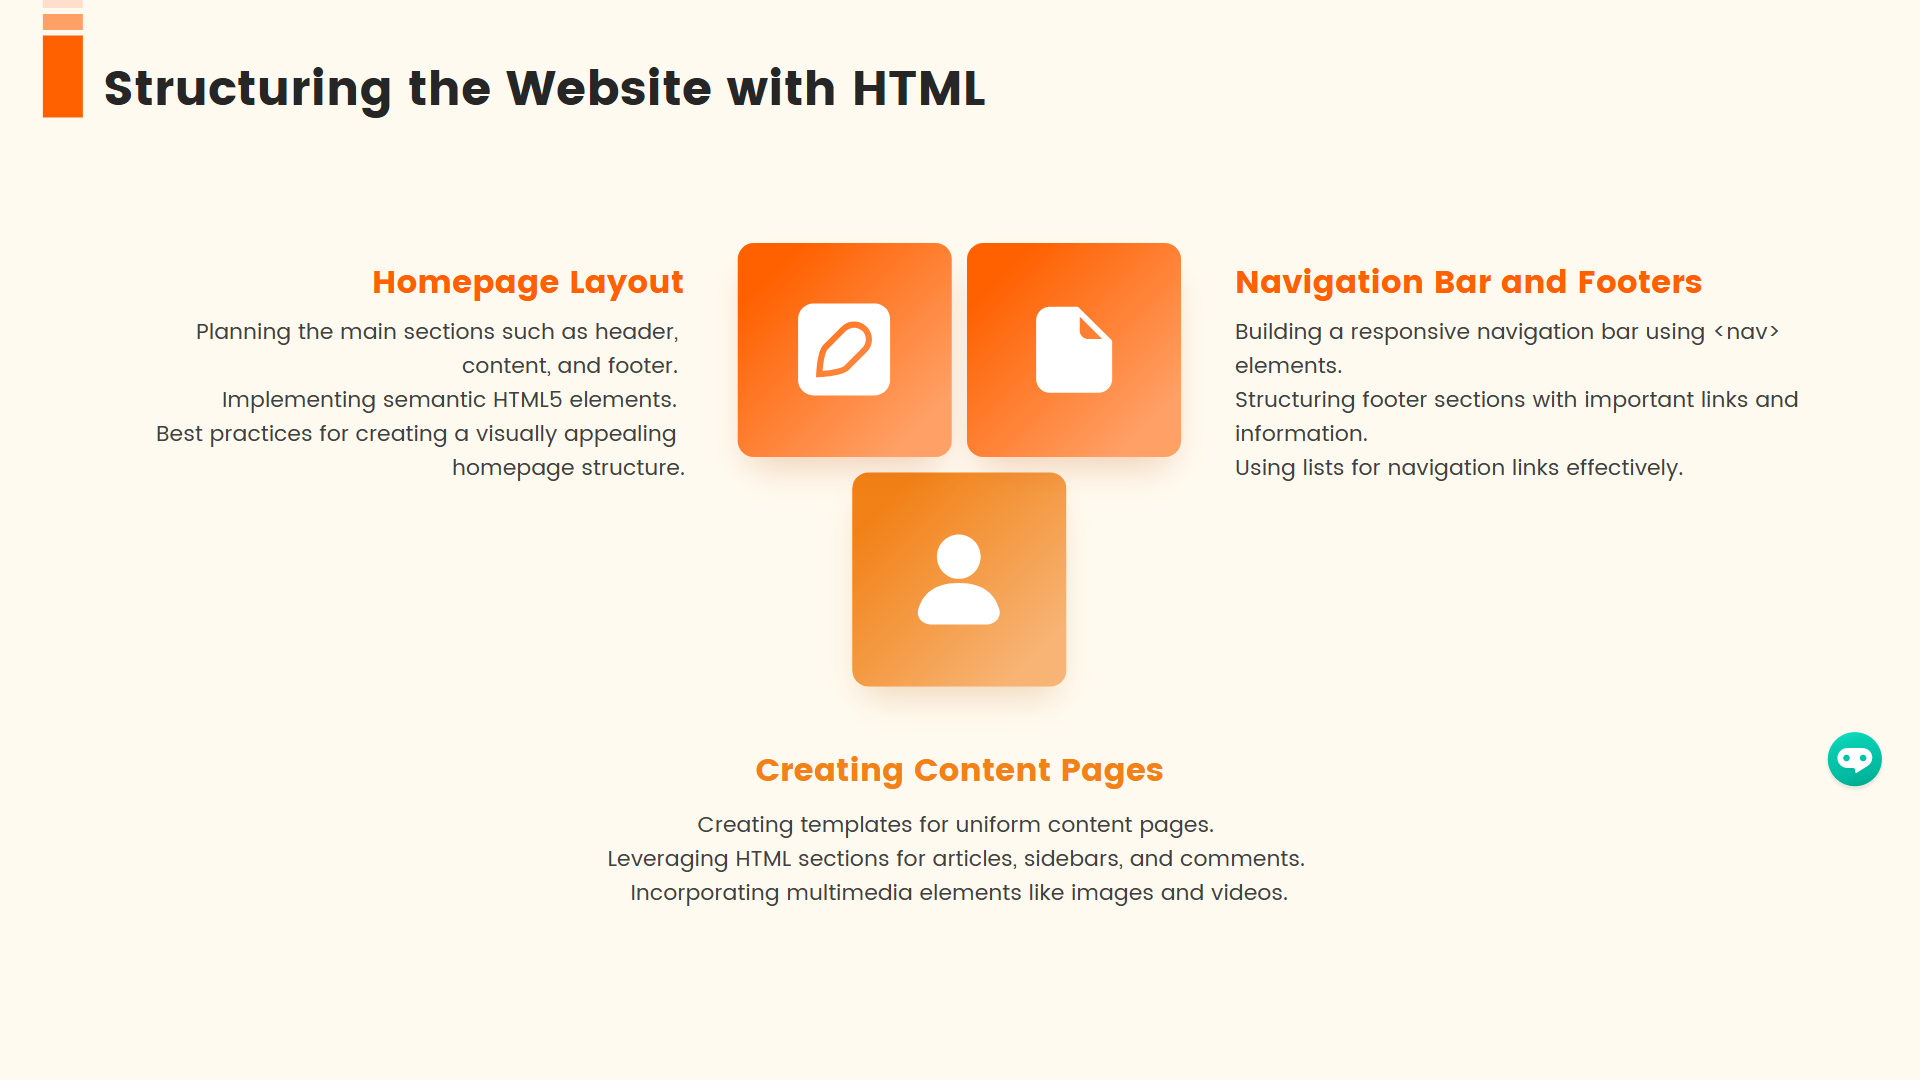 Structuring the Website with HTML
Homepage Layout
Planning the main sections such as header,
content, and footer.
Implementing semantic HTML5 elements.
Best practices for creating a visually appealing
homepage structure.
Navigation Bar and Footers
Building a responsive navigation bar using <nav>
elements.
Structuring footer sections with important links and
information.
Using lists for navigation links effectively.
Creating Content Pages
Creating templates for uniform content pages.
Leveraging HTML sections for articles, sidebars, and comments.
Incorporating multimedia elements like images and videos.